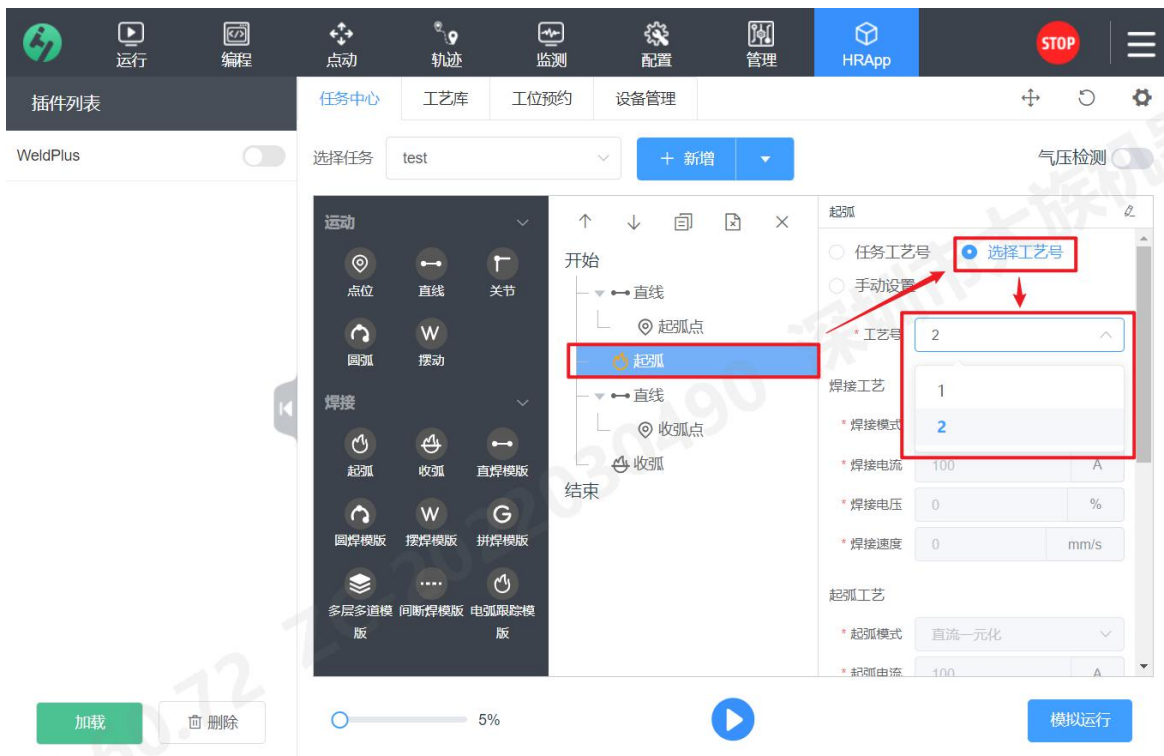 运行
编程
点动
轨迹
监测
配置
管理
HRApp
STOP
插件列表
任务中心
工艺库
工位预约
设备管理
WeldPlus
选择任务
test
+ 新增
气压检测
运动
点位
直线
关节
圆弧
W
摆动
焊接
起弧
收弧
直焊模版
圆焊模版
W
摆焊模版
G
拼焊模版
多层多道模版
间断焊模版
电弧跟踪模版
开始
直线
起弧点
起弧
直线
收弧点
收弧
结束
起弧
任务工艺号
选择工艺号
手动设置
* 工艺号
2
1
2
焊接工艺
* 焊接模式
* 焊接电流
100
A
* 焊接电压
0
%
* 焊接速度
0
mm/s
起弧工艺
* 起弧模式
直流一元化
* 起弧电流
100
A
加载
删除
5%
模拟运行